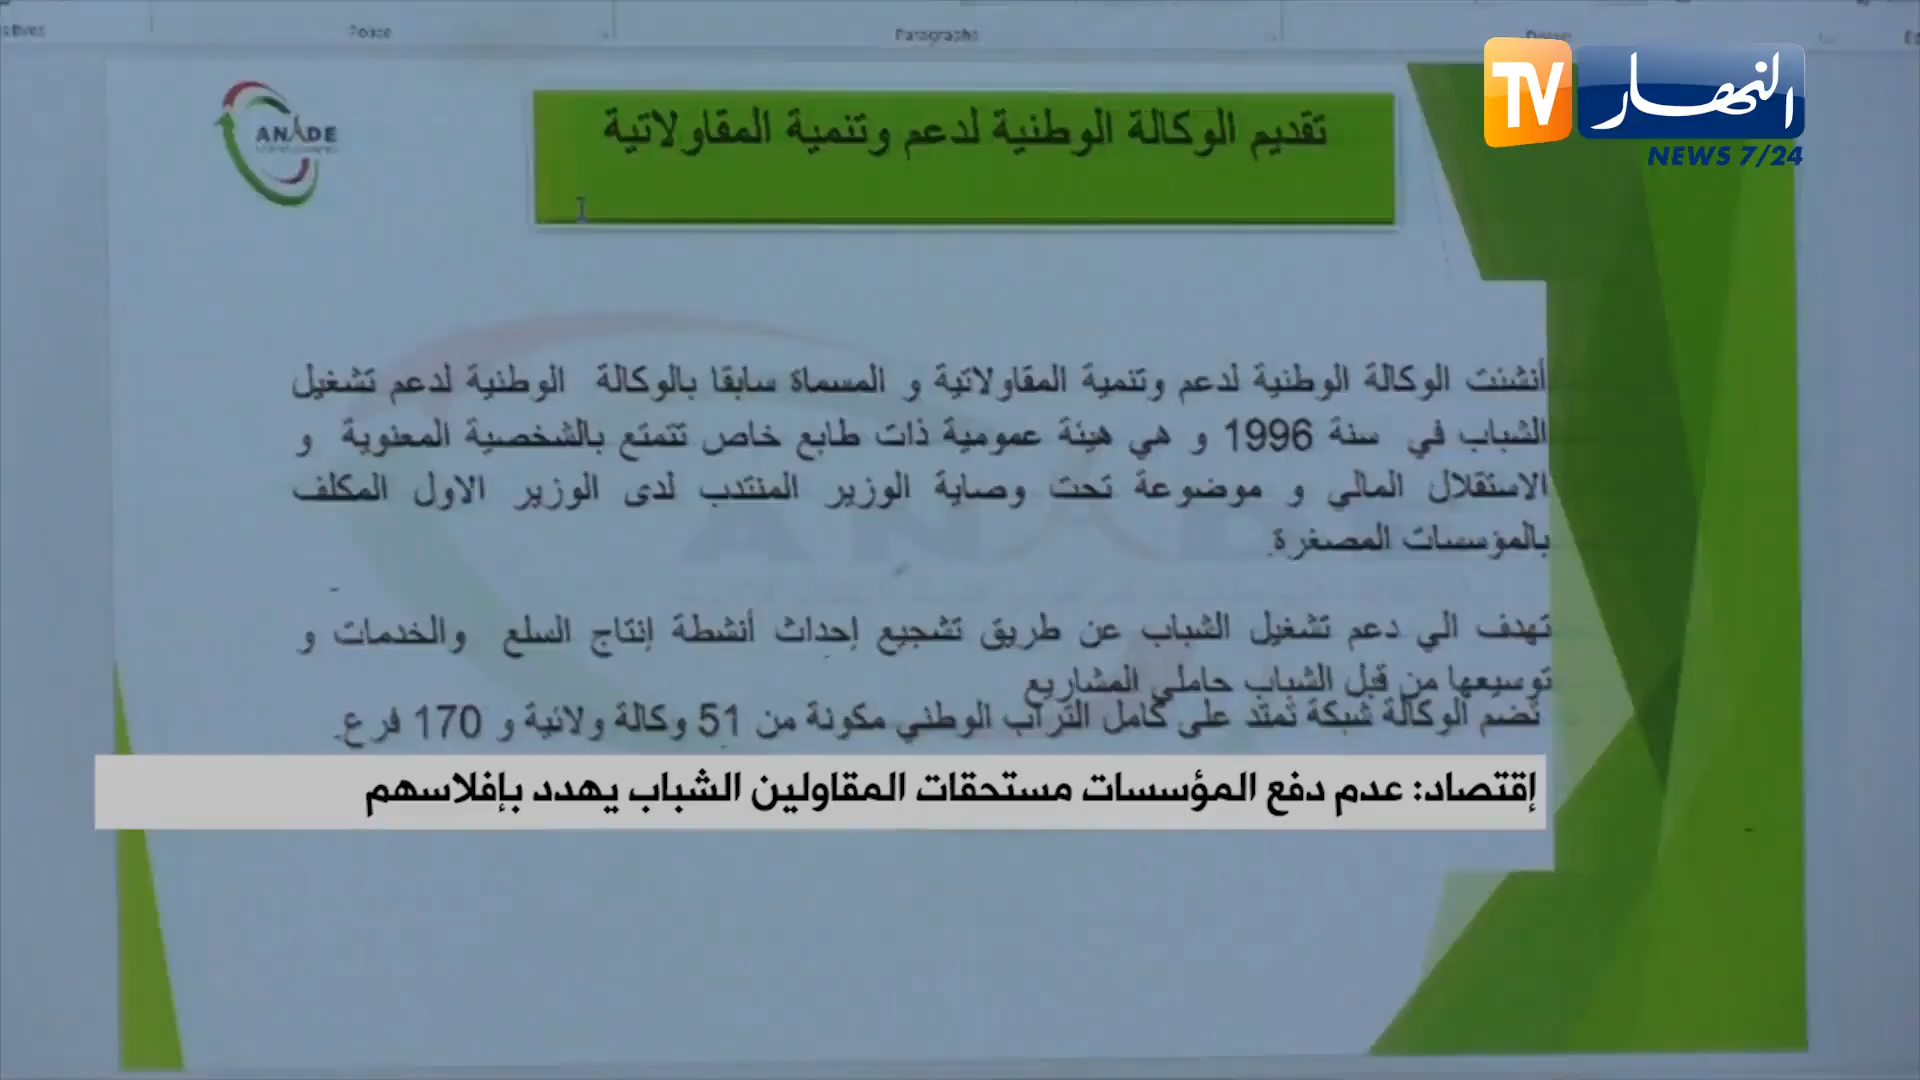 Police
Paragraphe
النهار TV
NEWS 7/24
ANADE
تقديم الوكالة الوطنية لدعم وتنمية المقاولاتية
أنشئت الوكالة الوطنية لدعم وتنمية المقاولاتية و المسماة سابقا بالوكالة الوطنية لدعم تشغيل
الشباب في سنة 1996 و هي هيئة عمومية ذات طابع خاص تتمتع بالشخصية المعنوية و
الاستقلال المالي و موضوعة تحت وصاية الوزير المنتدب لدى الوزير الاول المكلف
بالمؤسسات المصغرة.
تهدف الي دعم تشغيل الشباب عن طريق تشجيع إحداث أنشطة إنتاج السلع والخدمات و
توسيعها من قبل الشباب حاملي المشاريع
تضم الوكالة شبكة تمتد على كامل التراب الوطني مكونة من 51 وكالة ولائية و 170 فرع.
إقتصاد: عدم دفع المؤسسات مستحقات المقاولين الشباب يهدد بإفلاسهم